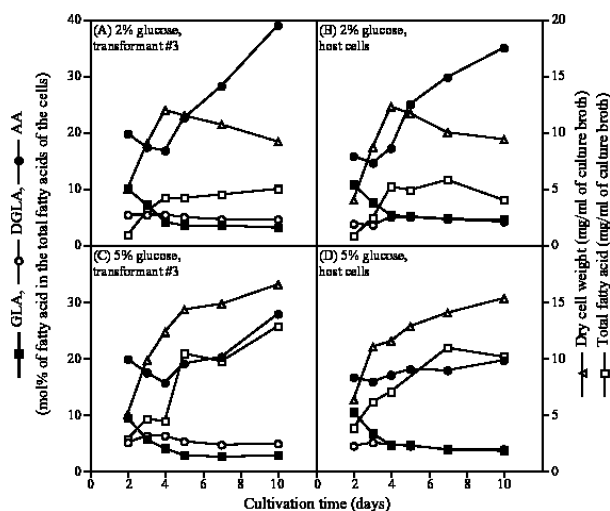 40
30
20
10
0
30
20
10
0
(A) 2% glucose,
transformant #3
(B) 2% glucose,
host cells
(C) 5% glucose,
transformant #3
(D) 5% glucose,
host cells
20
15
10
5
0
15
10
5
0
0 2 4 6 8 10
2 4 6 8 10
Cultivation time (days)
GLA, DGLA, AA
(mol% of fatty acid in the total fatty acids of the cells)
Dry cell weight (mg/ml of culture broth)
Total fatty acid (mg/ml of culture broth)